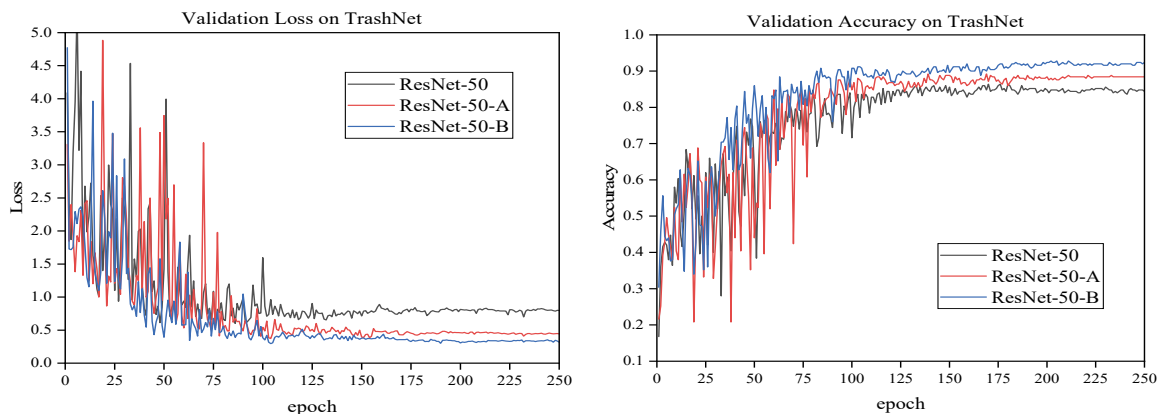 Validation Loss on TrashNet
5.0
4.5
4.0
3.5
3.0
2.5
2.0
1.5
1.0
0.5
0.0
Loss
ResNet-50
ResNet-50-A
ResNet-50-B
0 25 50 75 100 125 150 175 200 225 250
epoch
Validation Accuracy on TrashNet
1.0
0.9
0.8
0.7
0.6
0.5
0.4
0.3
0.2
0.1
Accuracy
ResNet-50
ResNet-50-A
ResNet-50-B
0 25 50 75 100 125 150 175 200 225 250
epoch